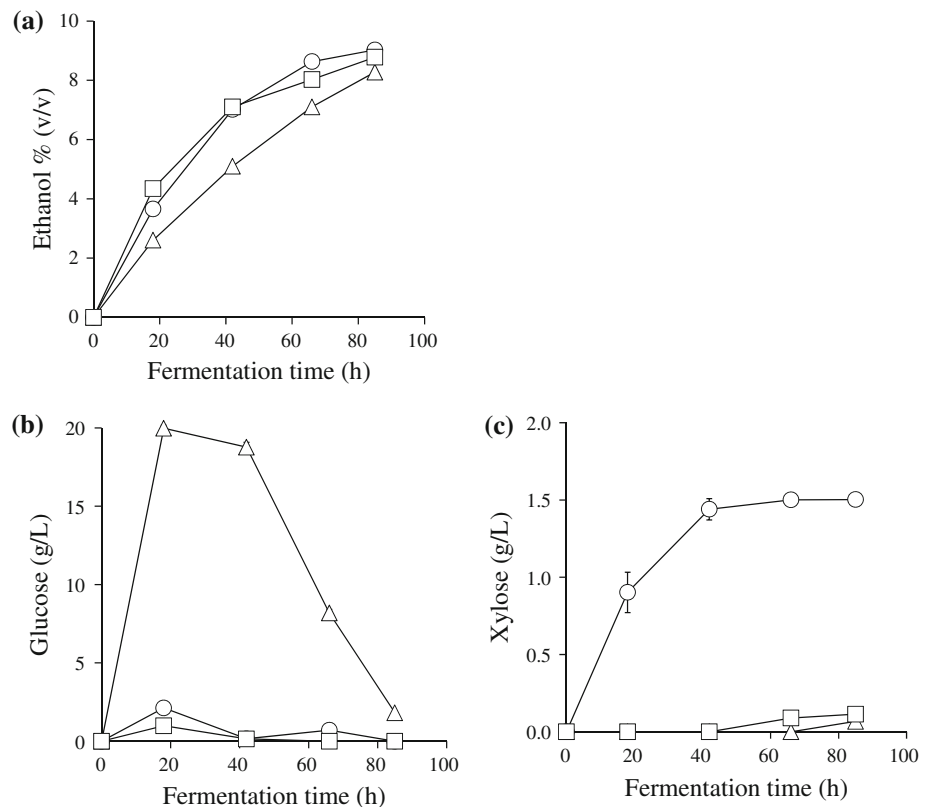 (a)
10
8
6
4
2
0
0 20 40 60 80 100
Ethanol % (v/v)
Fermentation time (h)
(b)
20
15
10
5
0
0 20 40 60 80 100
Glucose (g/L)
Fermentation time (h)
(c)
2.0
1.5
1.0
0.5
0.0
0 20 40 60 80 100
Xylose (g/L)
Fermentation time (h)